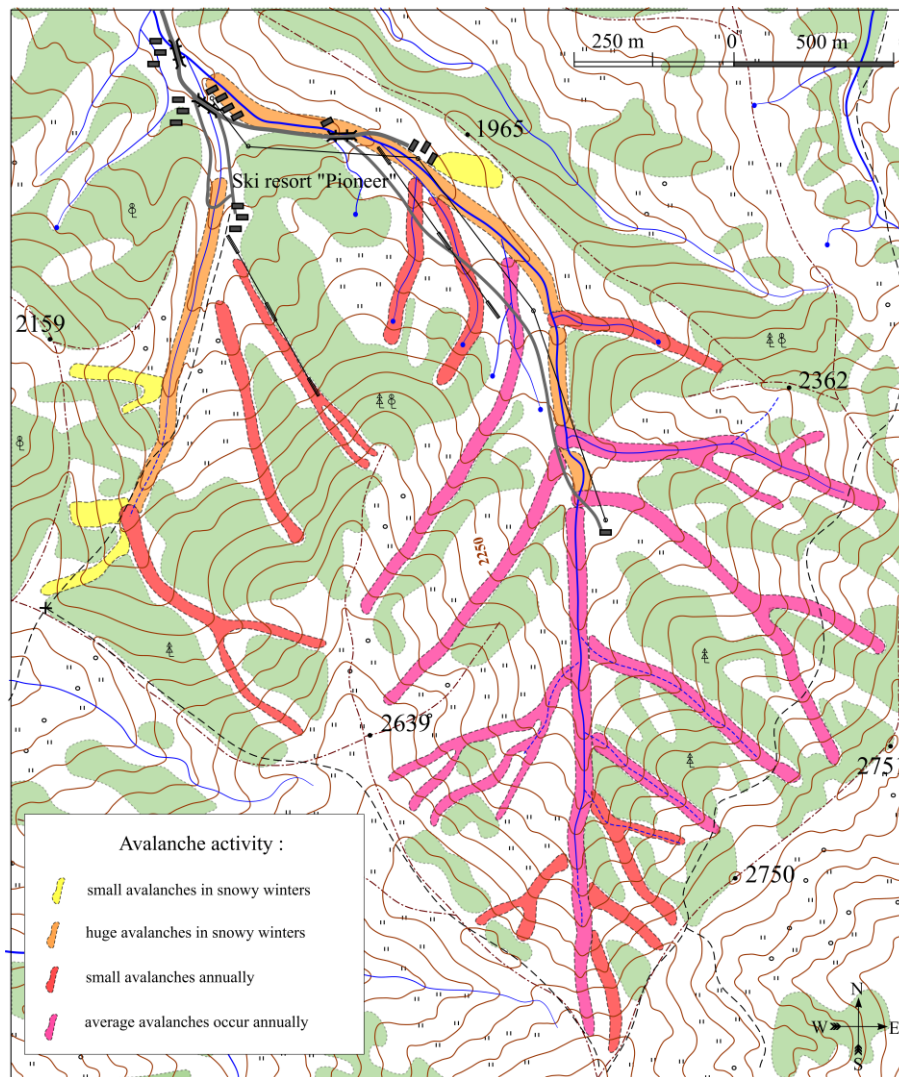 250 m 0 500 m
1965
Ski resort "Pioneer"
2159
2362
2250
2639
275
2750
Avalanche activity :
small avalanches in snowy winters
huge avalanches in snowy winters
small avalanches annually
average avalanches occur annually
N
W E
S